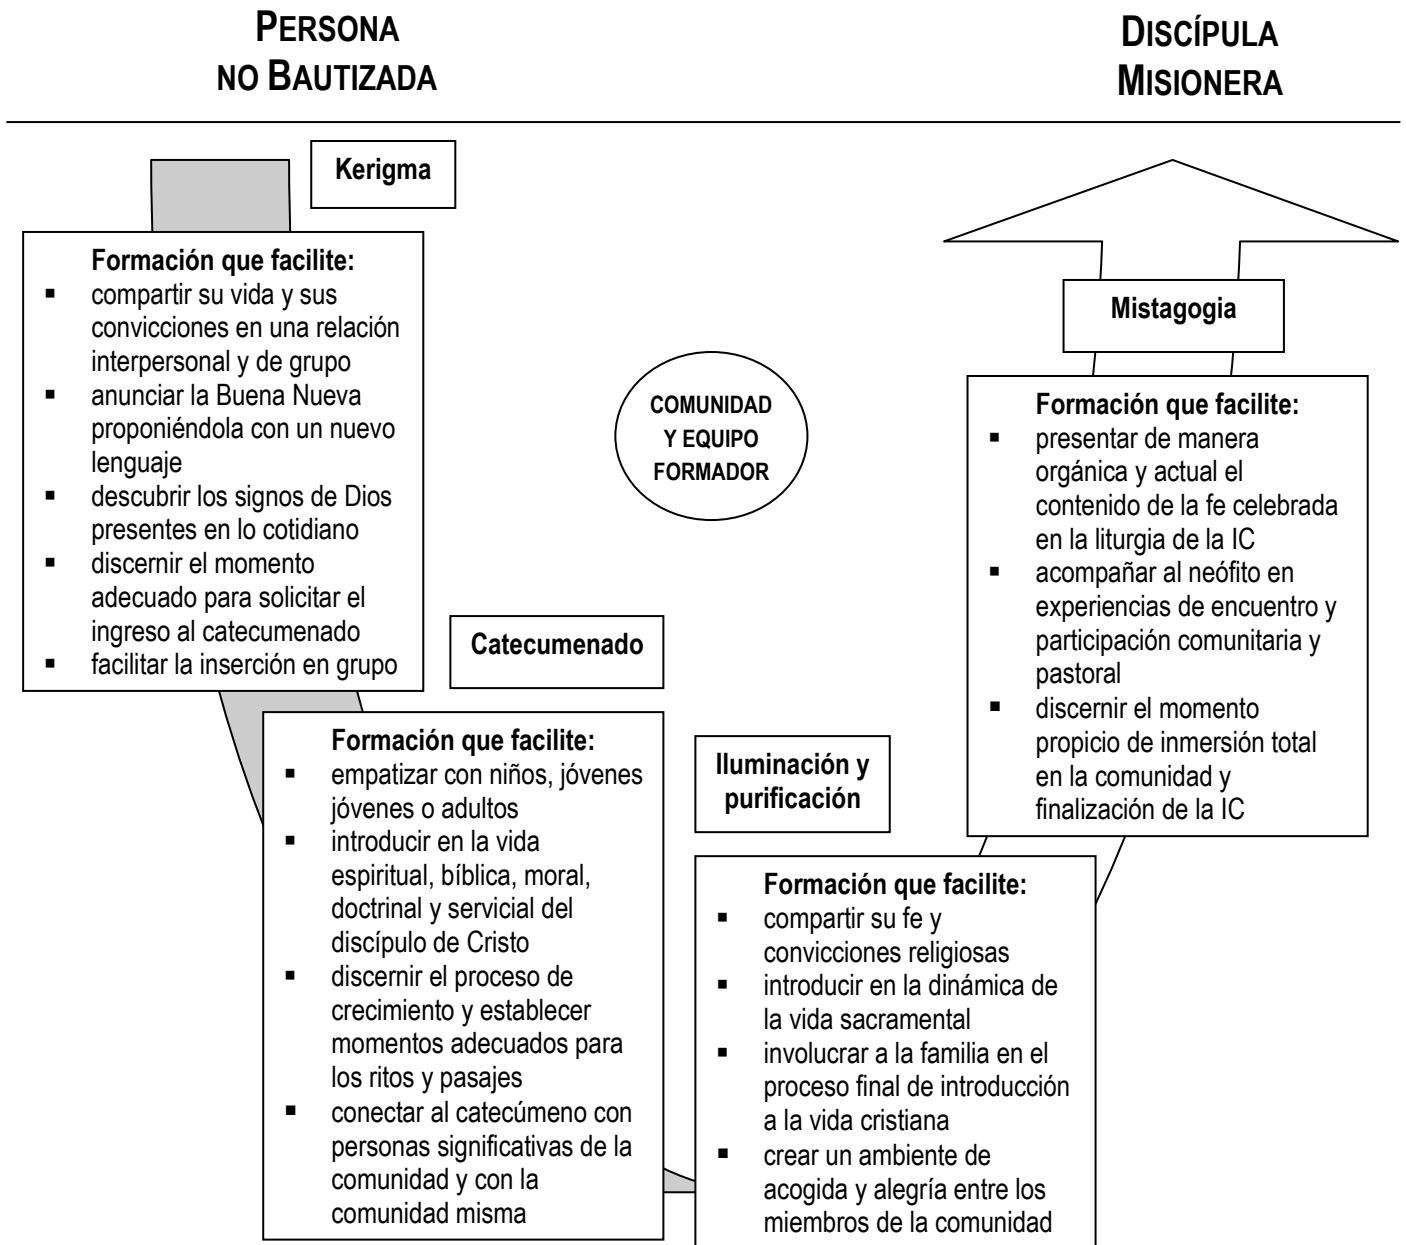 PERSONA
NO BAUTIZADA
DISCÍPULA
MISIONERA
Kerigma
Formación que facilite:
▪ compartir su vida y sus
convicciones en una relación
interpersonal y de grupo
▪ anunciar la Buena Nueva
proponiéndola con un nuevo
lenguaje
▪ descubrir los signos de Dios
presentes en lo cotidiano
▪ discernir el momento
adecuado para solicitar el
ingreso al catecumenado
▪ facilitar la inserción en grupo
Catecumenado
Formación que facilite:
▪ empatizar con niños, jóvenes
jóvenes o adultos
▪ introducir en la vida
espiritual, bíblica, moral,
doctrinal y servicial del
discípulo de Cristo
▪ discernir el proceso de
crecimiento y establecer
momentos adecuados para
los ritos y pasajes
▪ conectar al catecúmeno con
personas significativas de la
comunidad y con la
comunidad misma
COMUNIDAD
Y EQUIPO
FORMADOR
Iluminación y
purificación
Formación que facilite:
▪ compartir su fe y
convicciones religiosas
▪ introducir en la dinámica de
la vida sacramental
▪ involucrar a la familia en el
proceso final de introducción
a la vida cristiana
▪ crear un ambiente de
acogida y alegría entre los
miembros de la comunidad
Mistagogia
Formación que facilite:
▪ presentar de manera
orgánica y actual el
contenido de la fe celebrada
en la liturgia de la IC
▪ acompañar al neófito en
experiencias de encuentro y
participación comunitaria y
pastoral
▪ discernir el momento
propicio de inmersión total
en la comunidad y
finalización de la IC